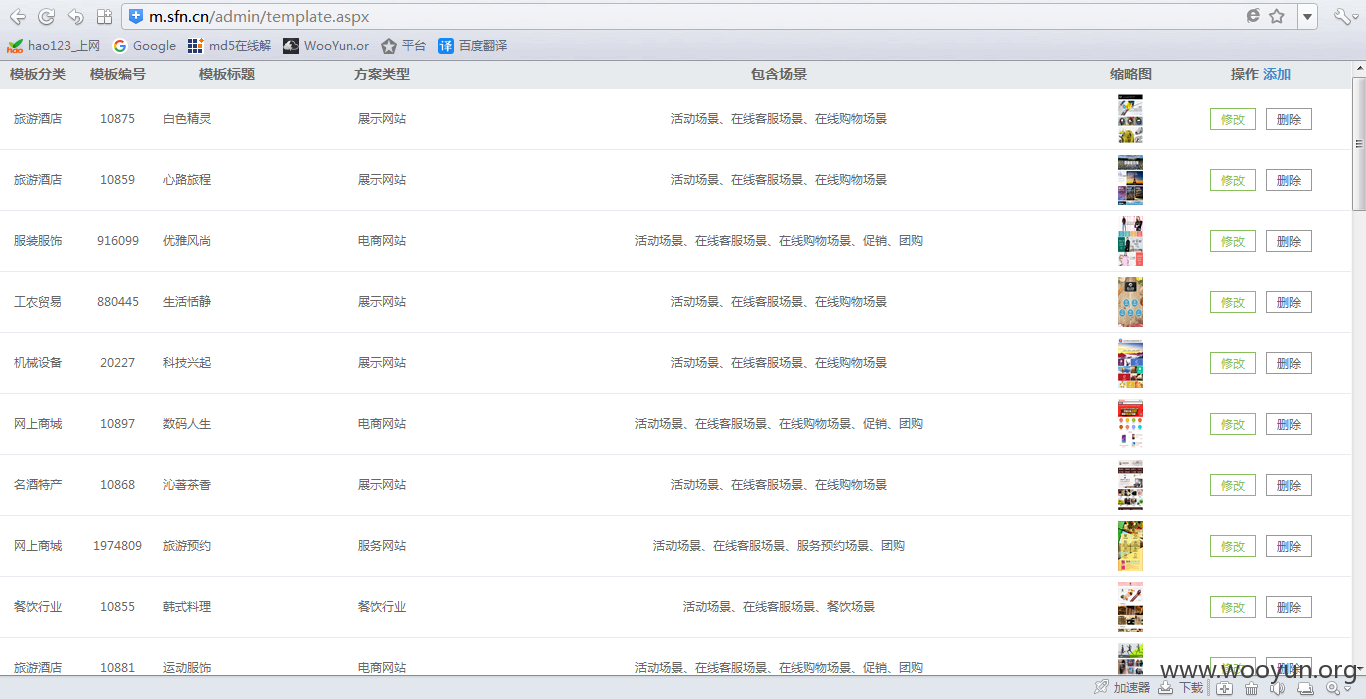 m.sfn.cn/admin/template.aspx
hao123_上网 Google md5在线解 WooYun.or 平台 译 百度翻译
模板分类 模板编号 模板标题 方案类型 包含场景 缩略图 操作 添加
旅游酒店 10875 白色精灵 展示网站 活动场景、在线客服场景、在线购物场景 修改 删除
旅游酒店 10859 心路旅程 展示网站 活动场景、在线客服场景、在线购物场景 修改 删除
服装服饰 916099 优雅风尚 电商网站 活动场景、在线客服场景、在线购物场景、促销、团购 修改 删除
工农贸易 880445 生活恬静 展示网站 活动场景、在线客服场景、在线购物场景 修改 删除
机械设备 20227 科技兴起 展示网站 活动场景、在线客服场景、在线购物场景 修改 删除
网上商城 10897 数码人生 电商网站 活动场景、在线客服场景、在线购物场景、促销、团购 修改 删除
名酒特产 10868 沁著茶香 展示网站 活动场景、在线客服场景、在线购物场景 修改 删除
网上商城 1974809 旅游预约 服务网站 活动场景、在线客服场景、服务预约场景、团购 修改 删除
餐饮行业 10855 韩式料理 餐饮行业 活动场景、在线客服场景、餐饮场景 修改 删除
旅游酒店 10881 运动服饰 电商网站 活动场景、在线客服场景、在线购物场景、促销、团购 修改 删除
www.wooyun.org
加速器 下载